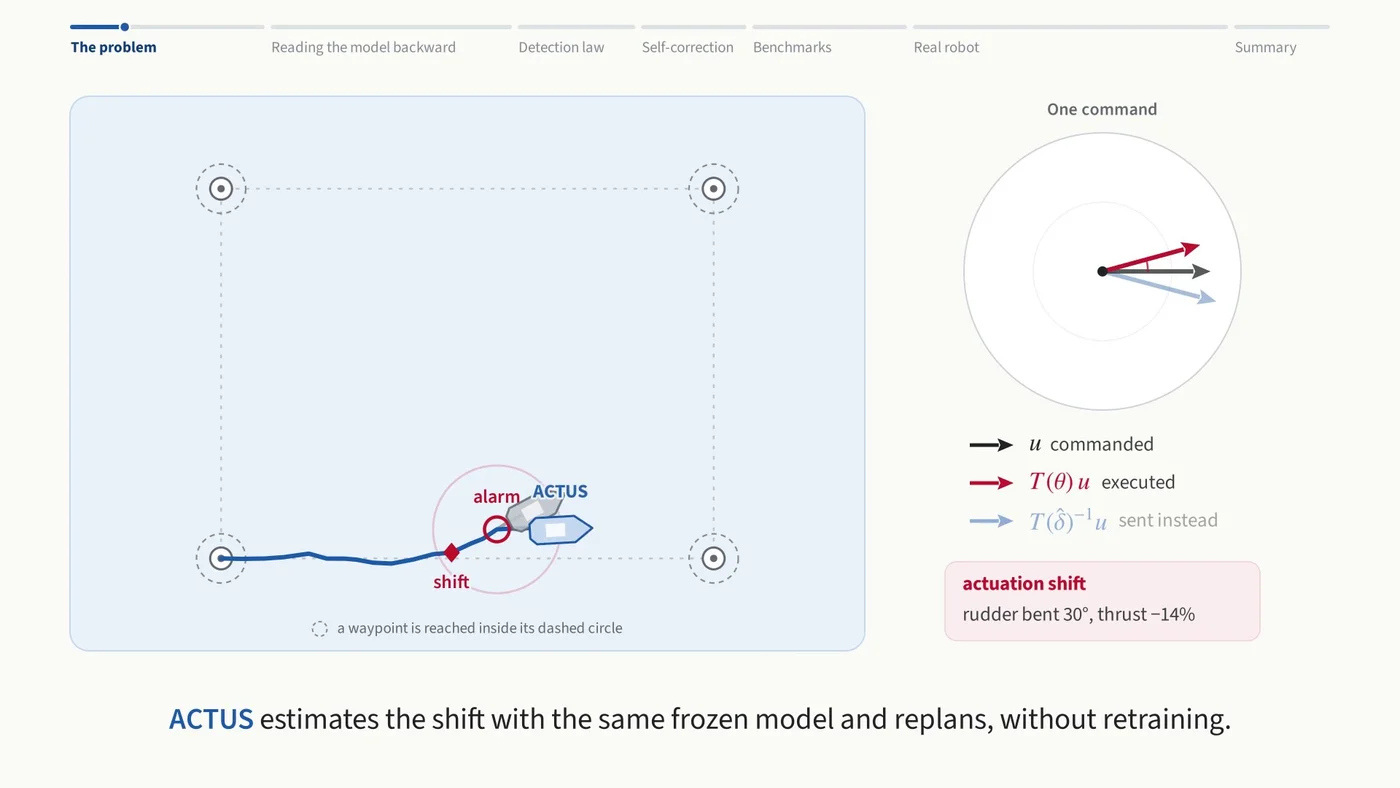 The problem
Reading the model backward
Detection law
Self-correction
Benchmarks
Real robot
Summary
One command
alarm
ACTUS
shift
a waypoint is reached inside its dashed circle
u commanded
T(θ) u executed
T(δ̂)⁻¹u sent instead
actuation shift
rudder bent 30°, thrust −14%
ACTUS estimates the shift with the same frozen model and replans, without retraining.